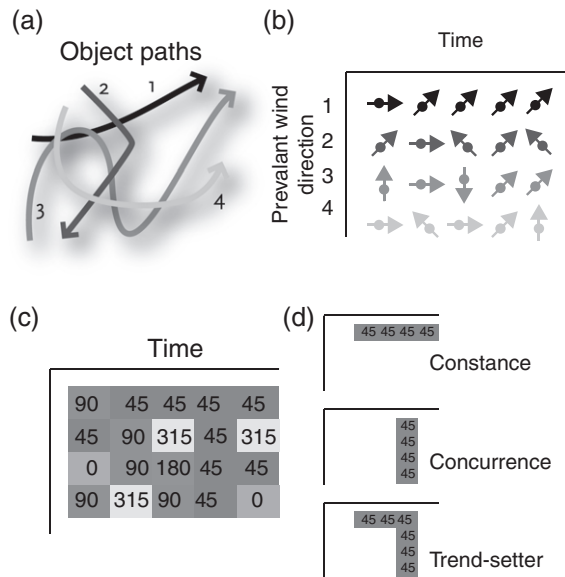 (a)
Object paths
2
1
3
4
(b)
Time
Prevalant wind
direction
1
2
3
4
(c)
Time
90 45 45 45 45
45 90 315 45 315
0 90 180 45 45
90 315 90 45 0
(d)
45 45 45 45
Constance
45
45
45
45
Concurrence
45 45 45
45
45
45
Trend-setter